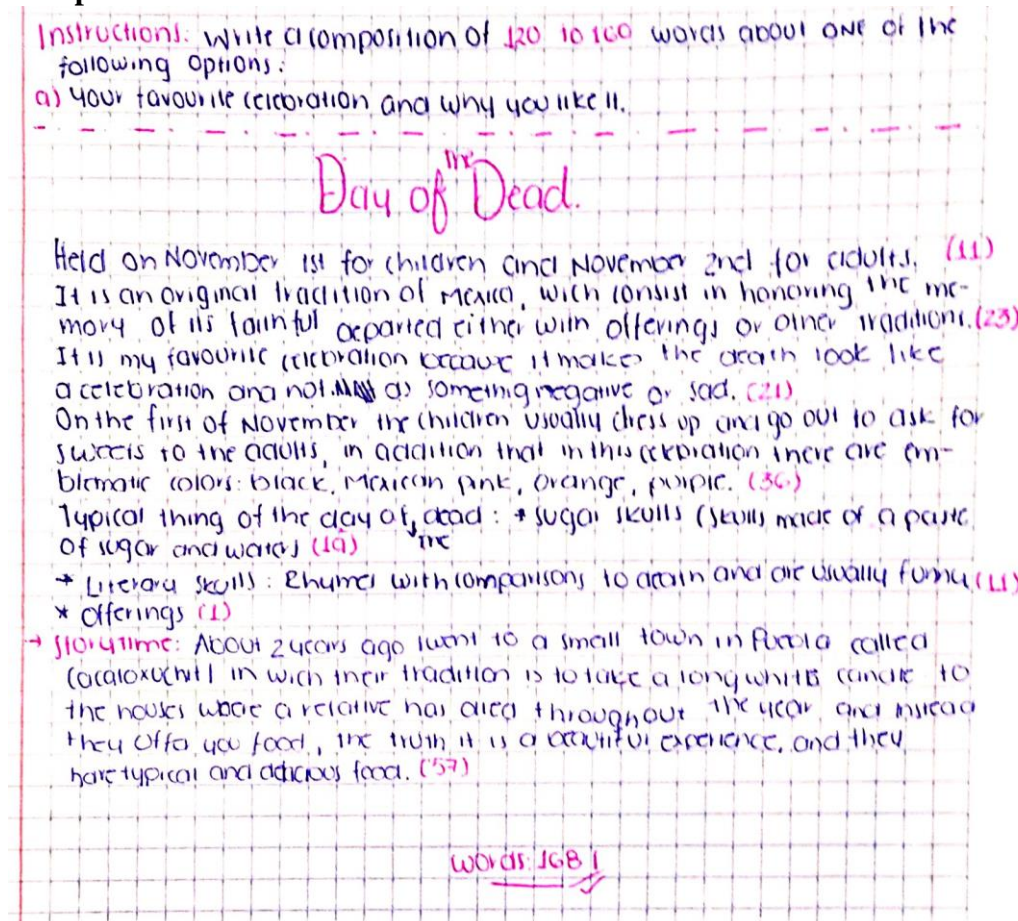 Instructions: Write a composition of 120 to 160 words about ONE of the
following options:
a) Your favourite celebration and why you like it.
Day of the Dead.
Held on November 1st for children and November 2nd for adults. (11)
It is an original tradition of Mexico, wich consist in honoring the me-
mory of its faithful departed either with offerings or other traditions. (23)
It is my favourite celebration becaue it makes the death look like
a celebration and not as somethig negative or sad. (21)
On the first of November the children usually dress up and go out to ask for
sweets to the adults, in addition that in this celebration there are em-
blematic colors: black, Mexican pink, orange, purple. (36)
Typical thing of the day of the dead: * sugar skulls (skulls made of a paste
of sugar and water) (19)
* Literary skulls: Rhymes with comparisons to death and are usually funny (11)
* Offerings (1)
→ Storytime: About 2 years ago I went to a small town in Puebla called
Cacaloxuchitl in wich their tradition is to take a long white candle to
the houses where a relative has died throughout the year and instead
they offer you food, the truth it is a beautiful experience, and they
have typical and delicious food. (57)
words: 168